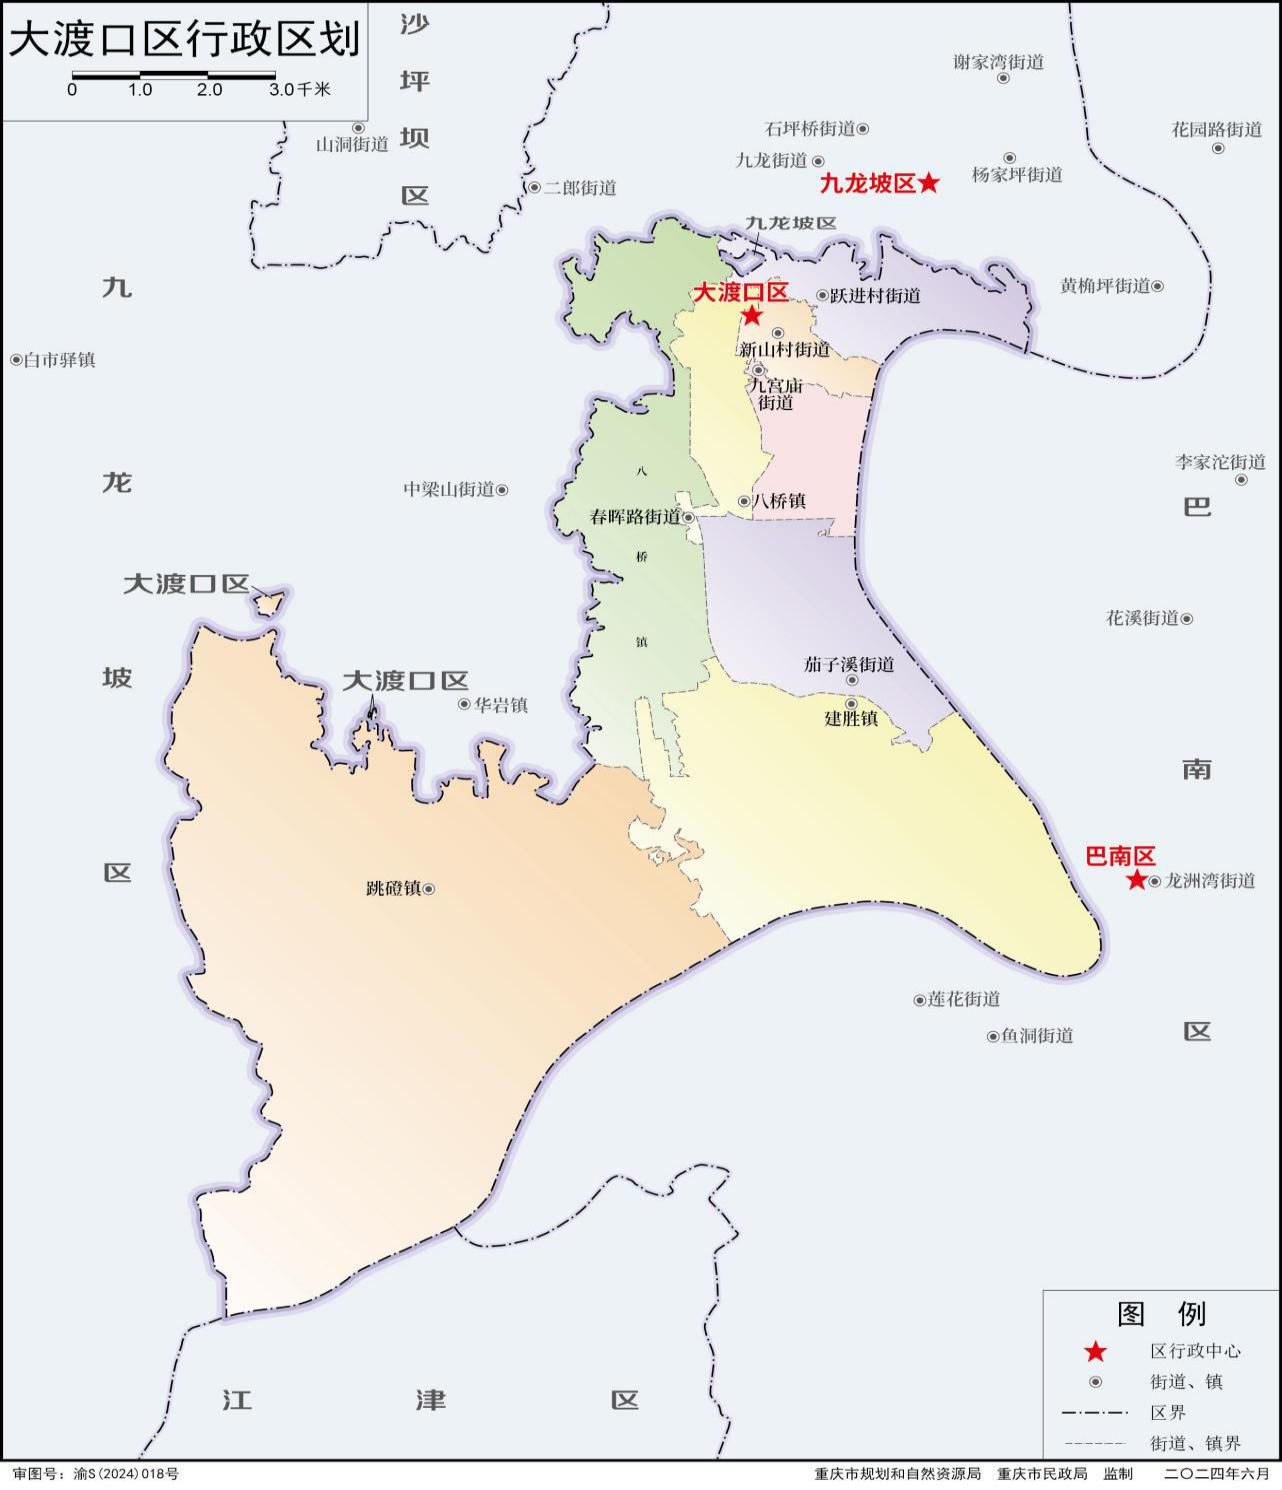 大渡口区行政区划
0 1.0 2.0 3.0千米
沙坪坝区
山洞街道
二郎街道
谢家湾街道
石坪桥街道
花园路街道
九龙街道
杨家坪街道
九龙坡区
九龙坡区
黄桷坪街道
大渡口区
跃进村街道
新山村街道
九宫庙
街道
白市驿镇
九龙坡区
中梁山街道
李家沱街道
八桥镇
八桥镇
春晖路街道
巴南区
大渡口区
花溪街道
茄子溪街道
大渡口区
华岩镇
建胜镇
巴南区
龙洲湾街道
跳磴镇
莲花街道
鱼洞街道
江津区
图例
区行政中心
街道、镇
区界
街道、镇界
审图号：渝S(2024)018号
重庆市规划和自然资源局 重庆市民政局 监制 二〇二四年六月